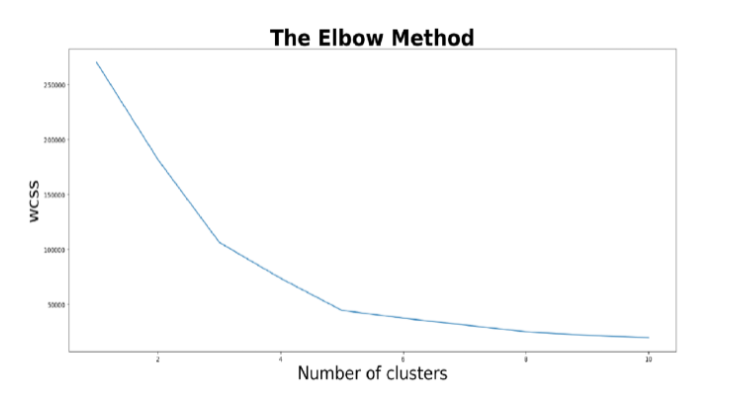 The Elbow Method
250000
200000
150000
100000
50000
wcss
2 4 6 8 10
Number of clusters